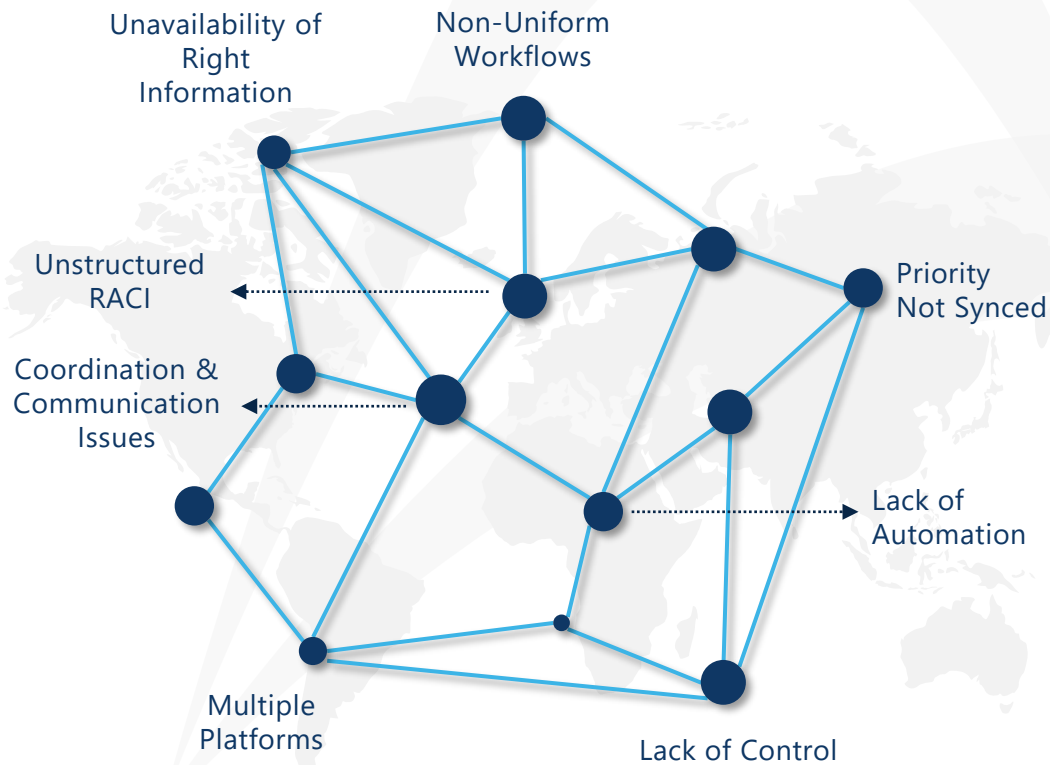 Unavailability of
Right
Information
Non-Uniform
Workflows
Unstructured
RACI
Priority
Not Synced
Coordination &
Communication
Issues
Lack of
Automation
Multiple
Platforms
Lack of Control